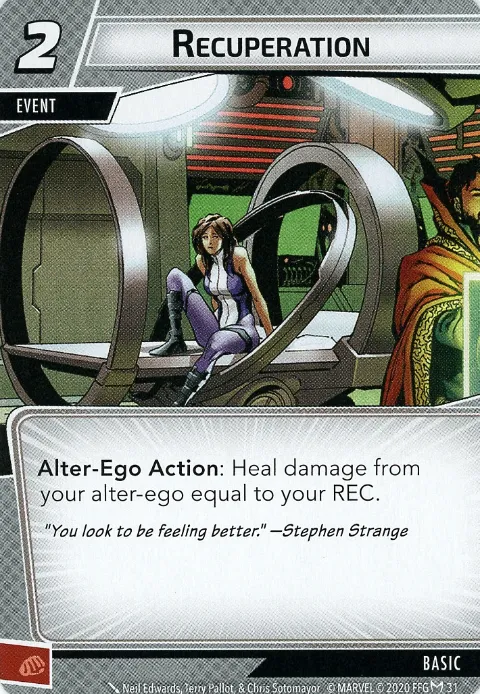 2
RECUPERATION
EVENT
Alter-Ego Action: Heal damage from
your alter-ego equal to your REC.
"You look to be feeling better." —Stephen Strange
BASIC
Neil Edwards, Terry Pallot, & Chris Sotomayor © MARVEL © 2020 FFG 31